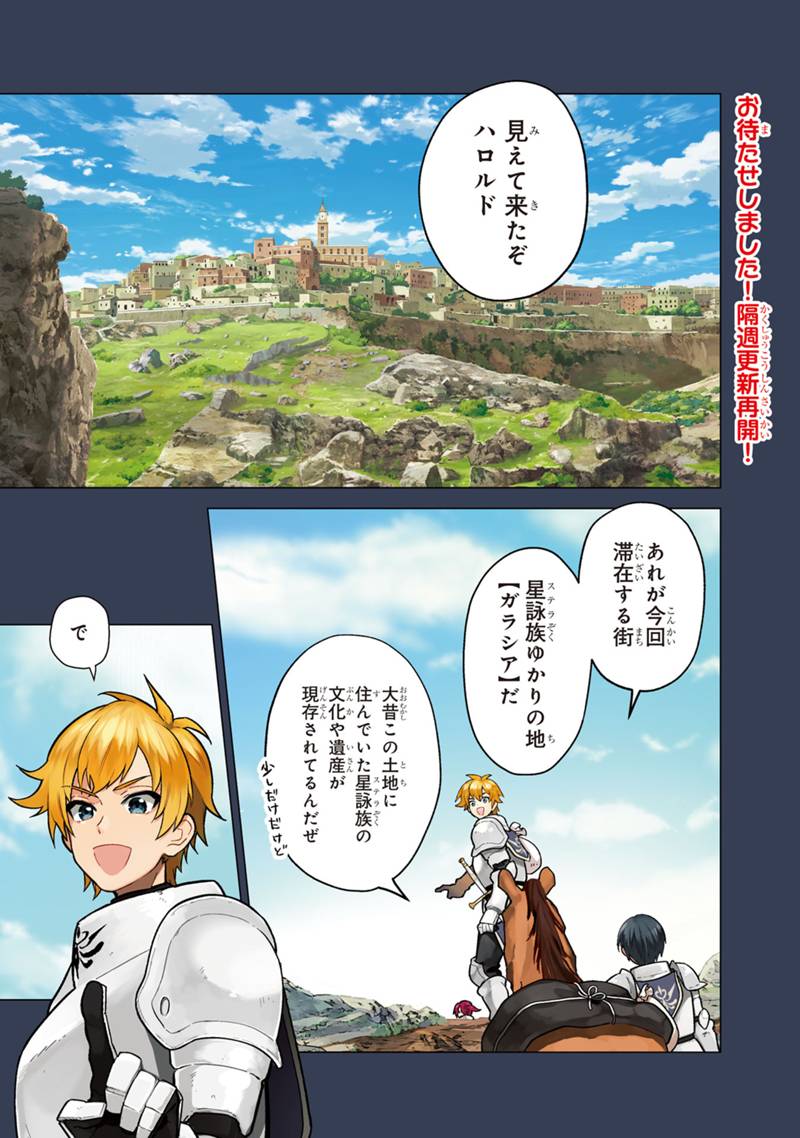 お待たせしました！隔週更新再開！
見えて来たぞ
ハロルド
あれが今回
滞在する街
星詠族ゆかりの地
【ガラシア】だ
大昔この土地に
住んでいた星詠族の
文化や遺産が
現存されてるんだぜ
少しだけだけど
で